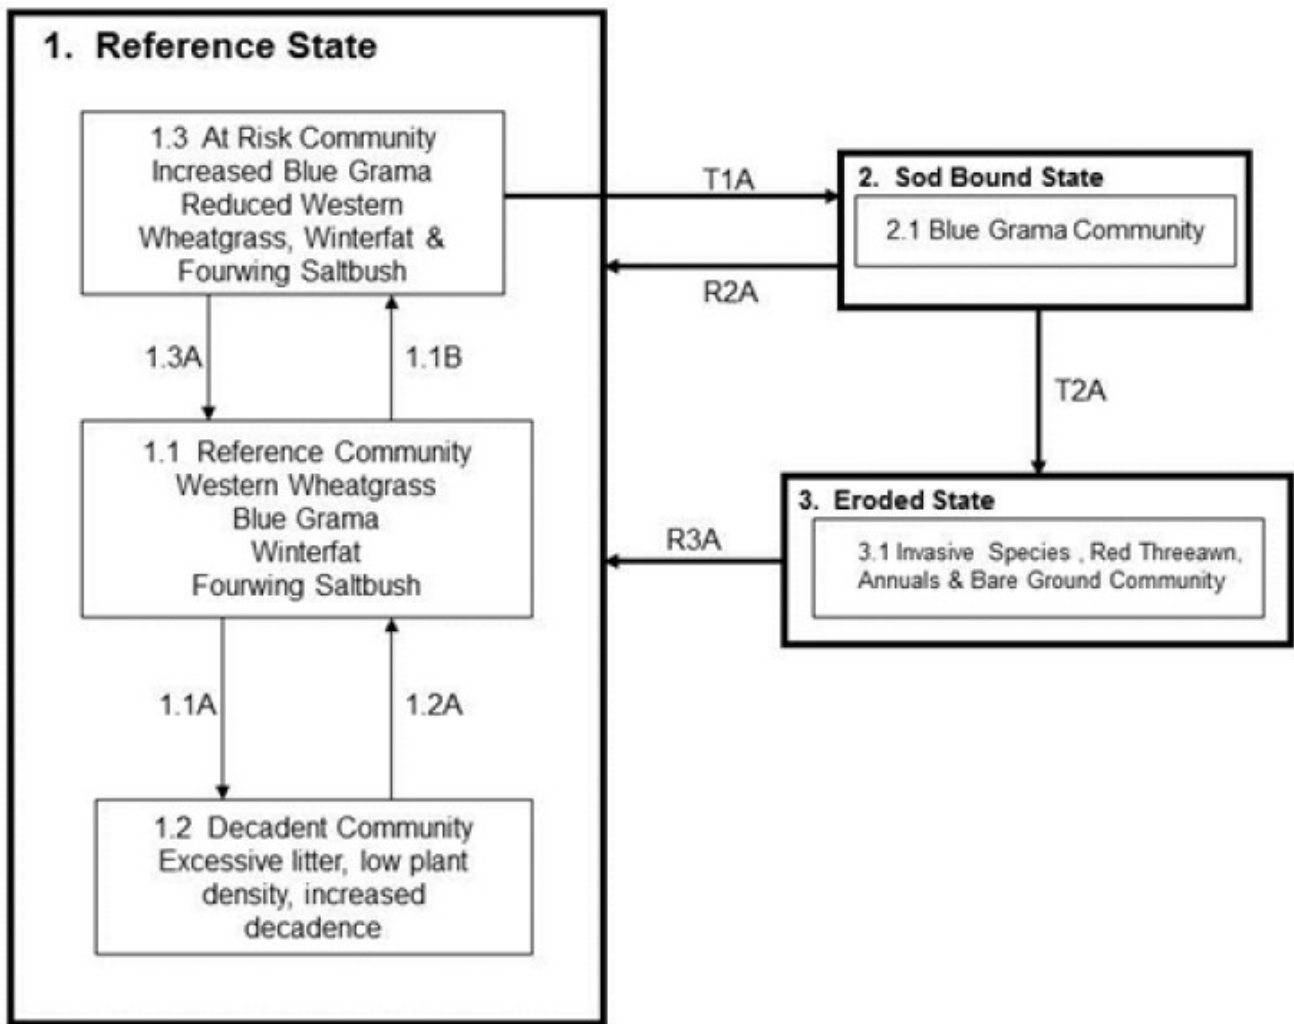 1. Reference State
1.3 At Risk Community
Increased Blue Grama
Reduced Western
Wheatgrass, Winterfat &
Fourwing Saltbush
T1A
2. Sod Bound State
2.1 Blue Grama Community
R2A
1.3A
1.1B
T2A
1.1 Reference Community
Western Wheatgrass
Blue Grama
Winterfat
Fourwing Saltbush
R3A
3. Eroded State
3.1 Invasive Species , Red Threeawn,
Annuals & Bare Ground Community
1.1A
1.2A
1.2 Decadent Community
Excessive litter, low plant
density, increased
decadence